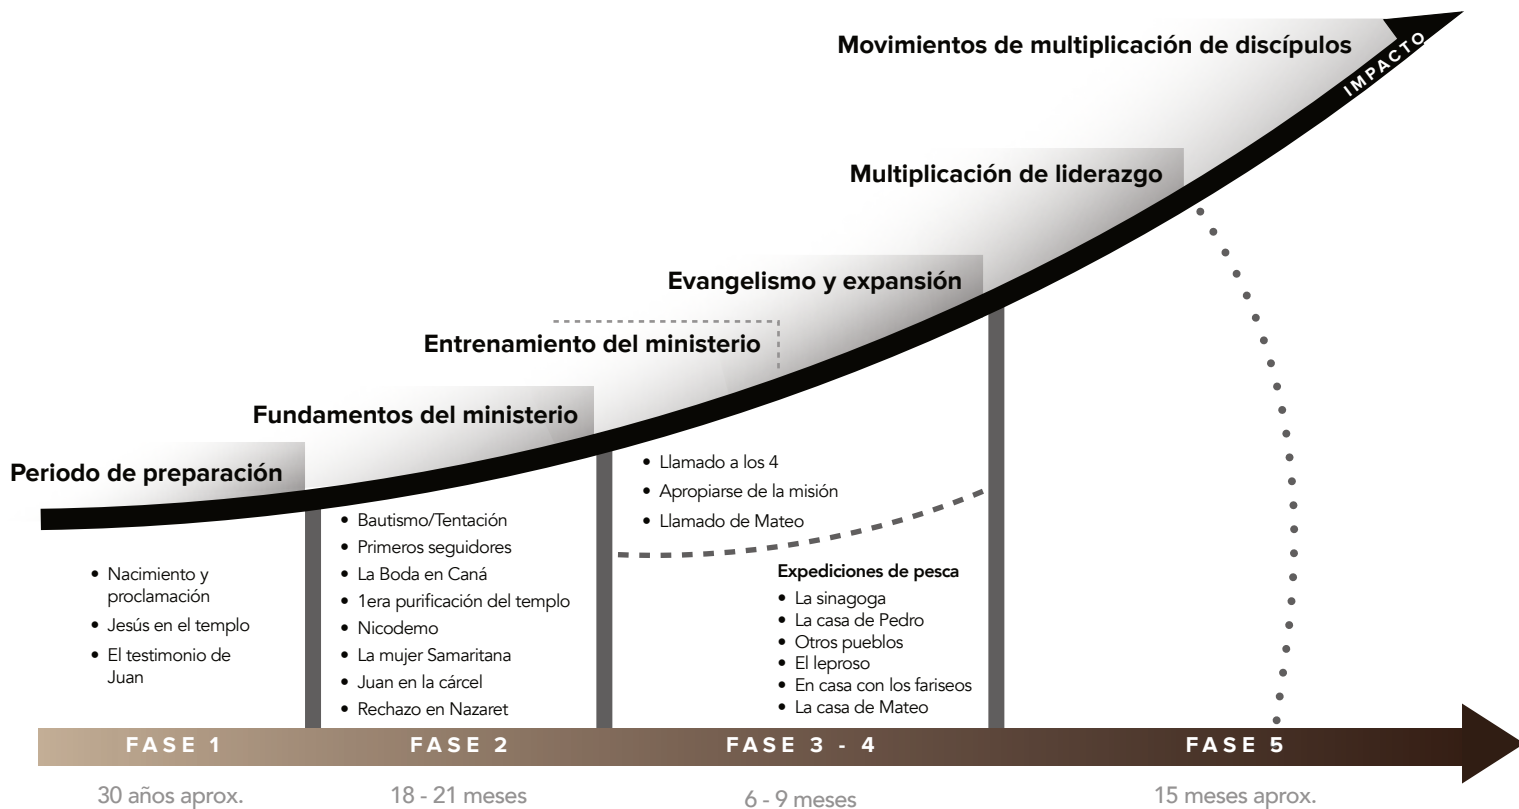 Movimientos de multiplicación de discípulos
IMPACTO
Multiplicación de liderazgo
Evangelismo y expansión
Entrenamiento del ministerio
Fundamentos del ministerio
Periodo de preparación
• Nacimiento y
proclamación
• Jesús en el templo
• El testimonio de
Juan
• Bautismo/Tentación
• Primeros seguidores
• La Boda en Caná
• 1era purificación del templo
• Nicodemo
• La mujer Samaritana
• Juan en la cárcel
• Rechazo en Nazaret
• Llamado a los 4
• Apropiarse de la misión
• Llamado de Mateo
Expediciones de pesca
• La sinagoga
• La casa de Pedro
• Otros pueblos
• El leproso
• En casa con los fariseos
• La casa de Mateo
FASE 1
FASE 2
FASE 3 - 4
FASE 5
30 años aprox.
18 - 21 meses
6 - 9 meses
15 meses aprox.